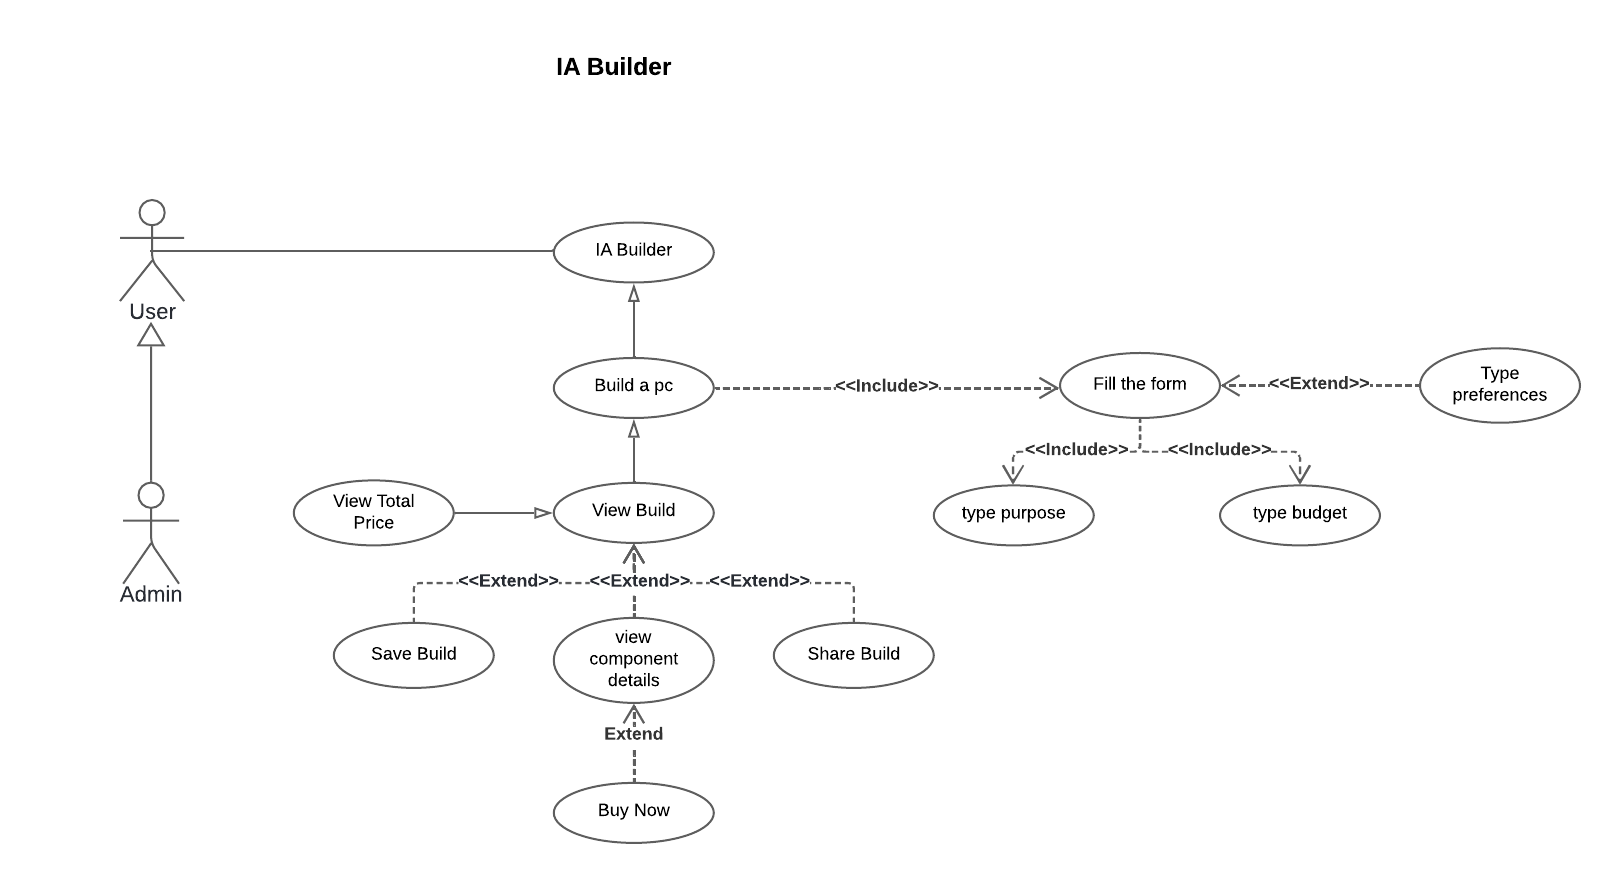 IA Builder
IA Builder
User
Build a pc
<<Include>>
Fill the form
<<Extend>>
Type
preferences
<<Include>>
<<Include>>
View Total
Price
View Build
type purpose
type budget
<<Extend>>
<<Extend>>
<<Extend>>
Admin
Save Build
view
component
details
Share Build
Extend
Buy Now